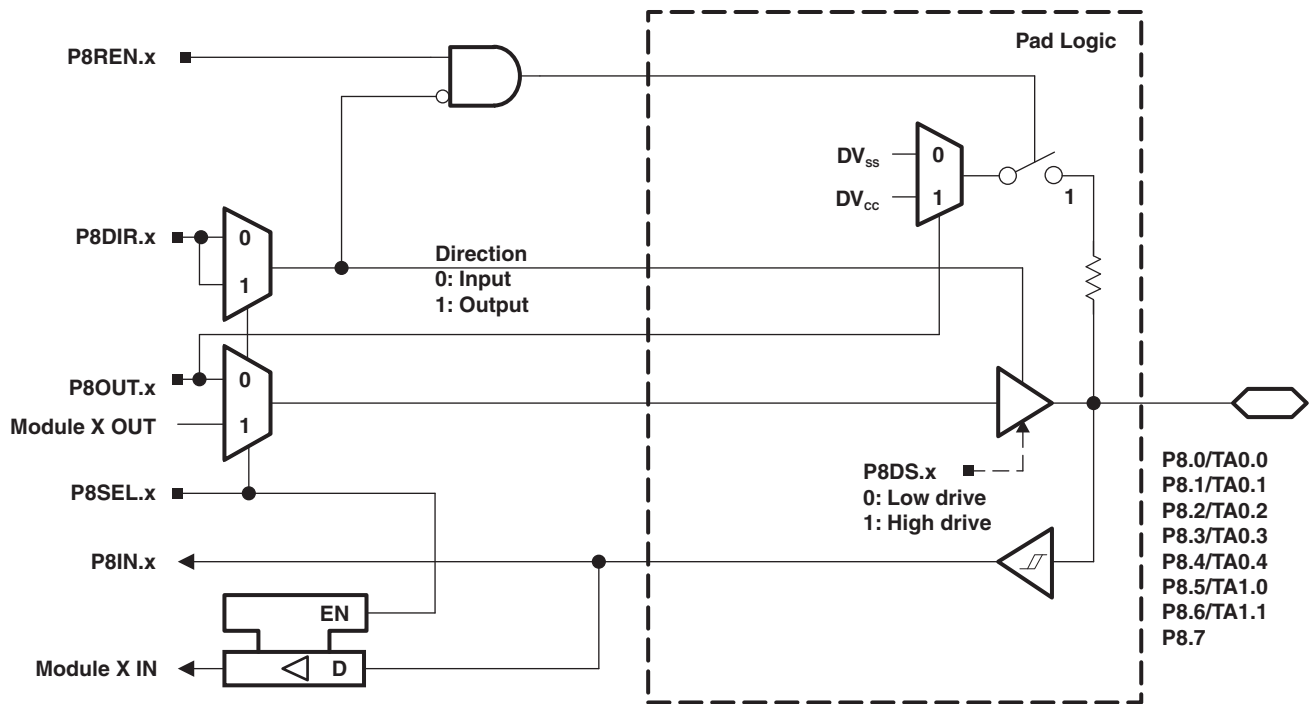 Pad Logic
P8REN.x
DVSS
0
DVCC
1
1
P8DIR.x
0
1
Direction
0: Input
1: Output
P8OUT.x
0
Module X OUT
1
P8SEL.x
P8DS.x
0: Low drive
1: High drive
P8IN.x
EN
Module X IN
D
P8.0/TA0.0
P8.1/TA0.1
P8.2/TA0.2
P8.3/TA0.3
P8.4/TA0.4
P8.5/TA1.0
P8.6/TA1.1
P8.7